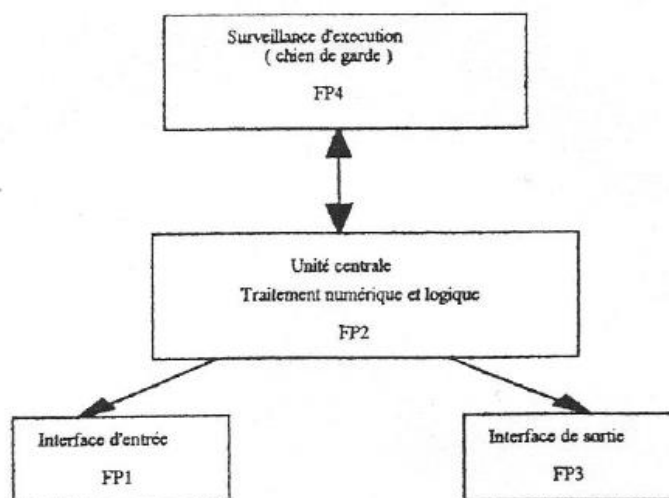 Surveillance d'execution
( chien de garde )
FP4
Unité centrale
Traitement numérique et logique
FP2
Interface d'entrée
FP1
Interface de sortie
FP3